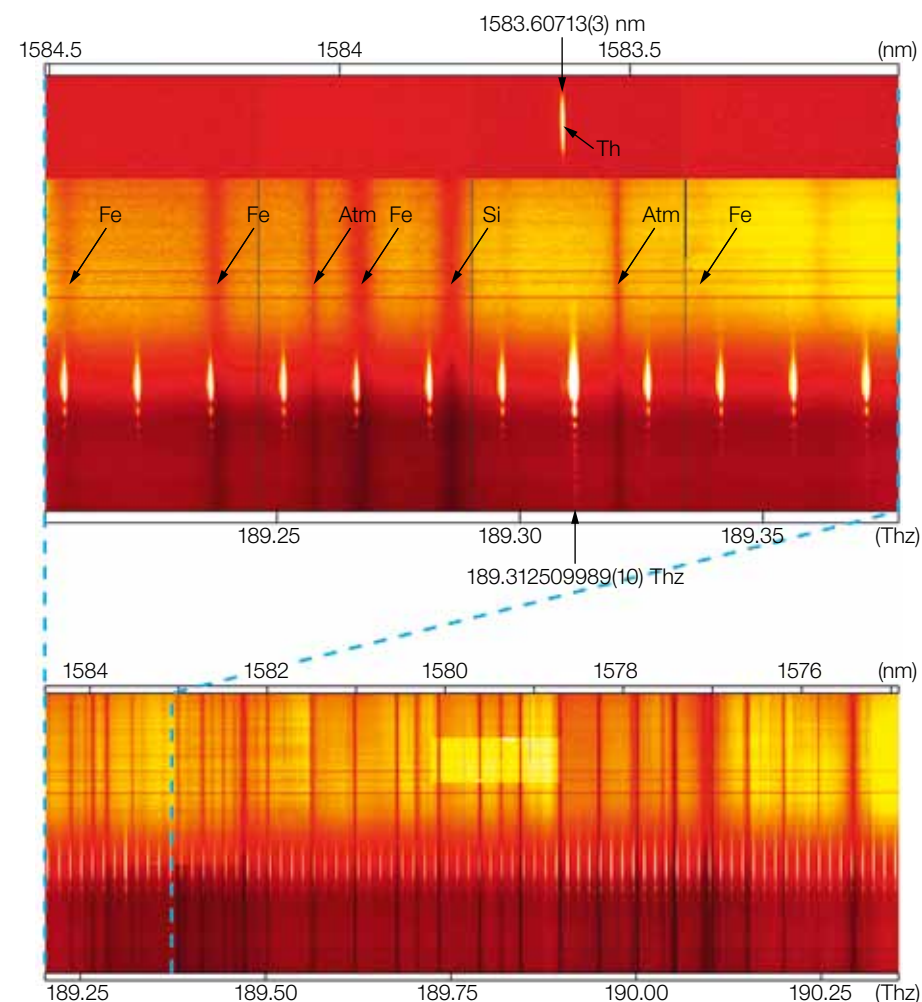 1583.60713(3) nm
1584.5 1584 1583.5 (nm)
Th
Fe Fe Atm Fe Si Atm Fe
189.25 189.30 189.35 (Thz)
189.312509989(10) Thz
1584 1582 1580 1578 1576 (nm)
189.25 189.50 189.75 190.00 190.25 (Thz)